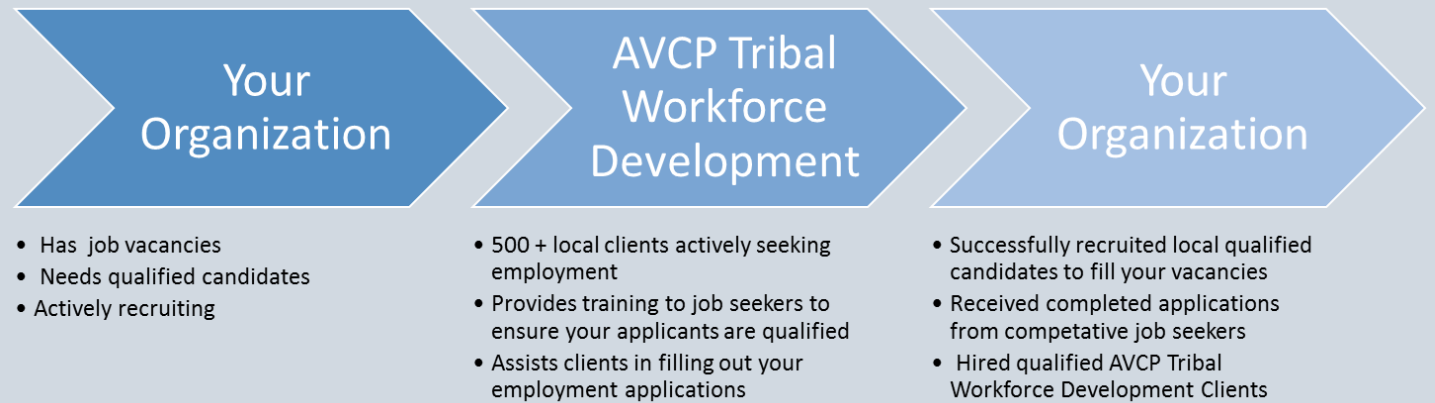 Your
Organization
• Has job vacancies
• Needs qualified candidates
• Actively recruiting
AVCP Tribal
Workforce
Development
• 500 + local clients actively seeking
employment
• Provides training to job seekers to
ensure your applicants are qualified
• Assists clients in filling out your
employment applications
Your
Organization
• Successfully recruited local qualified
candidates to fill your vacancies
• Received completed applications
from competative job seekers
• Hired qualified AVCP Tribal
Workforce Development Clients